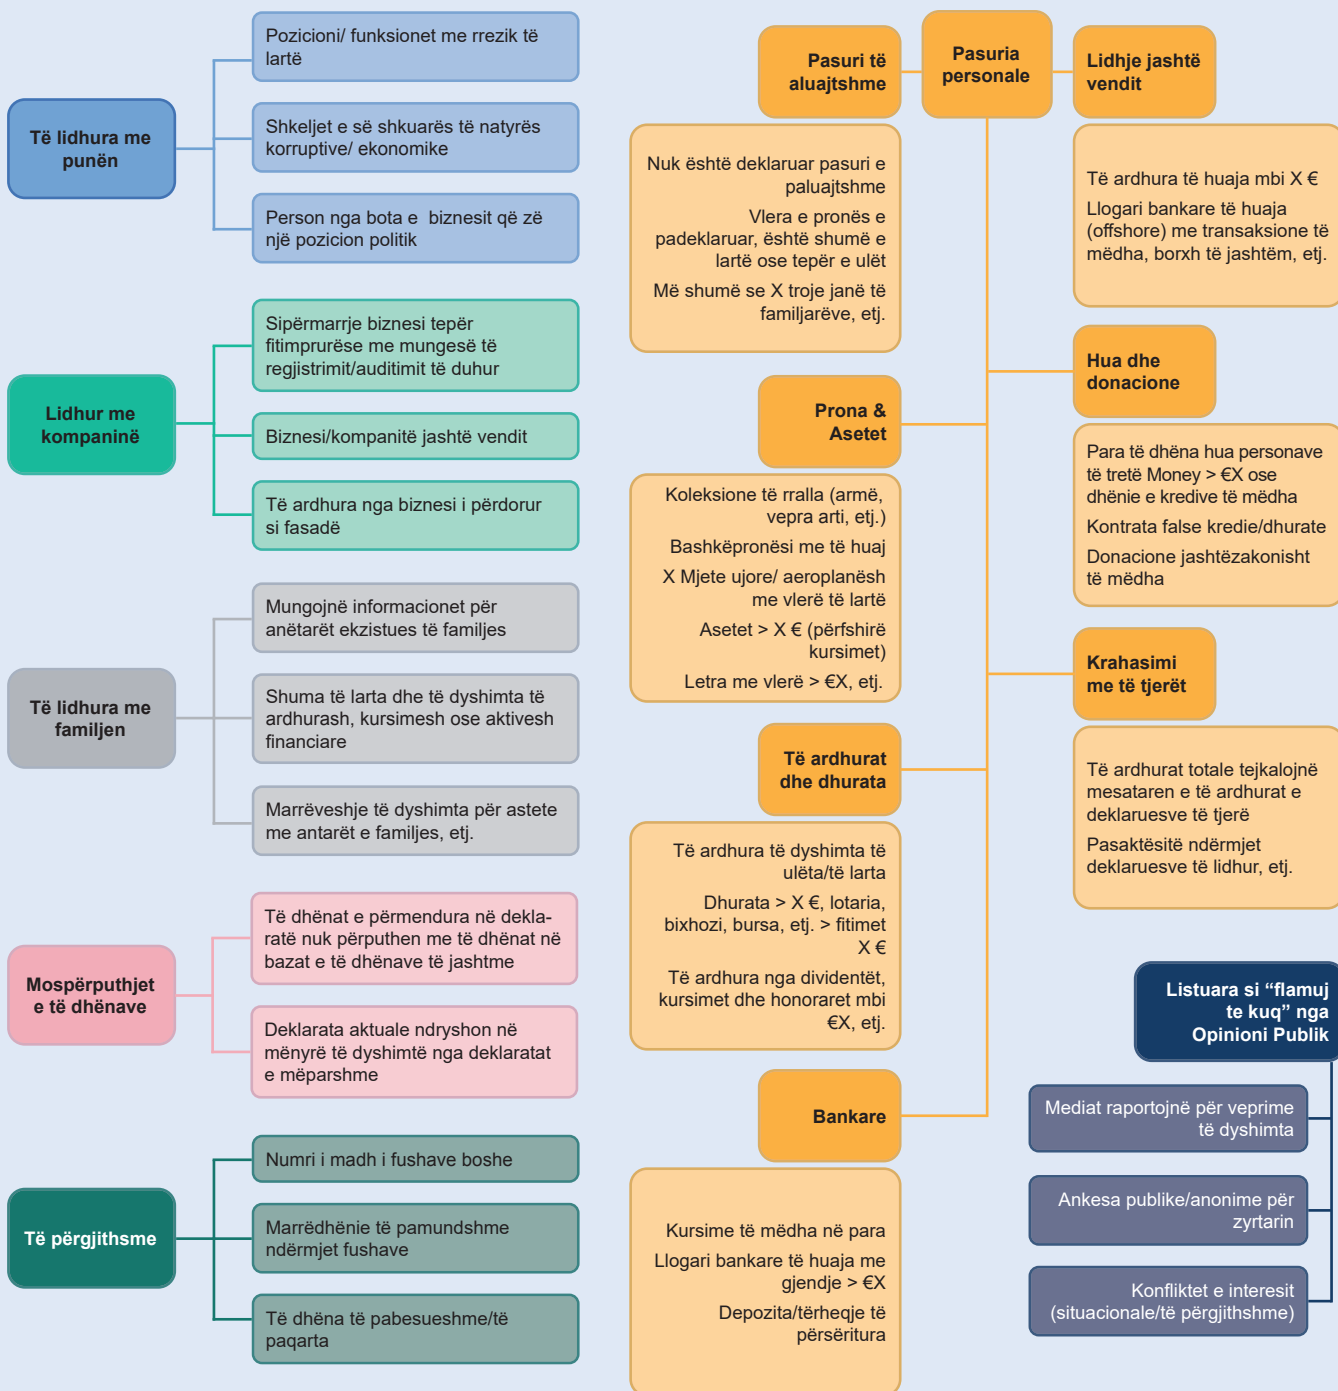 Të lidhura me
punën
Pozicioni/ funksionet me rrezik të
lartë
Shkeljet e së shkuarës të natyrës
korruptive/ ekonomike
Person nga bota e  biznesit që zë
një pozicion politik
Lidhur me
kompaninë
Sipërmarrje biznesi tepër
fitimprurëse me mungesë të
regjistrimit/auditimit të duhur
Biznesi/kompanitë jashtë vendit
Të ardhura nga biznesi i përdorur
si fasadë
Të lidhura me
familjen
Mungojnë informacionet për
anëtarët ekzistues të familjes
Shuma të larta dhe të dyshimta të
ardhurash, kursimesh ose aktivesh
financiare
Marrëveshje të dyshimta për astete
me antarët e familjes, etj.
Mospërputhjet
e të dhënave
Të dhënat e përmendura në dekla-
ratë nuk përputhen me të dhënat në
bazat e të dhënave të jashtme
Deklarata aktuale ndryshon në
mënyrë të dyshimtë nga deklaratat
e mëparshme
Të përgjithsme
Numri i madh i fushave boshe
Marrëdhënie të pamundshme
ndërmjet fushave
Të dhëna të pabesueshme/të
paqarta
Pasuria
personale
Pasuri të
aluajtshme
Nuk është deklaruar pasuri e
paluajtshme
Vlera e pronës e
padeklaruar, është shumë e
lartë ose tepër e ulët
Më shumë se X troje janë të
familjarëve, etj.
Prona &
Asetet
Koleksione të rralla (armë,
vepra arti, etj.)
Bashkëpronësi me të huaj
X Mjete ujore/ aeroplanësh
me vlerë të lartë
Asetet > X € (përfshirë
kursimet)
Letra me vlerë > €X, etj.
Të ardhurat
dhe dhurata
Të ardhura të dyshimta të
ulëta/të larta
Dhurata > X €, lotaria,
bixhozi, bursa, etj. > fitimet
X €
Të ardhura nga dividentët,
kursimet dhe honoraret mbi
€X, etj.
Bankare
Kursime të mëdha në para
Llogari bankare të huaja me
gjendje > €X
Depozita/tërheqje të
përsëritura
Lidhje jashtë
vendit
Të ardhura të huaja mbi X €
Llogari bankare të huaja
(offshore) me transaksione të
mëdha, borxh të jashtëm, etj.
Hua dhe
donacione
Para të dhëna hua personave
të tretë Money > €X ose
dhënie e kredive të mëdha
Kontrata false kredie/dhurate
Donacione jashtëzakonisht
të mëdha
Krahasimi
me të tjerët
Të ardhurat totale tejkalojnë
mesataren e të ardhurat e
deklaruesve të tjerë
Pasaktësitë ndërmjet
deklaruesve të lidhur, etj.
Listuara si “flamuj
te kuq” nga
Opinioni Publik
Mediat raportojnë për veprime
të dyshimta
Ankesa publike/anonime për
zyrtarin
Konfliktet e interesit
(situacionale/të përgjithshme)